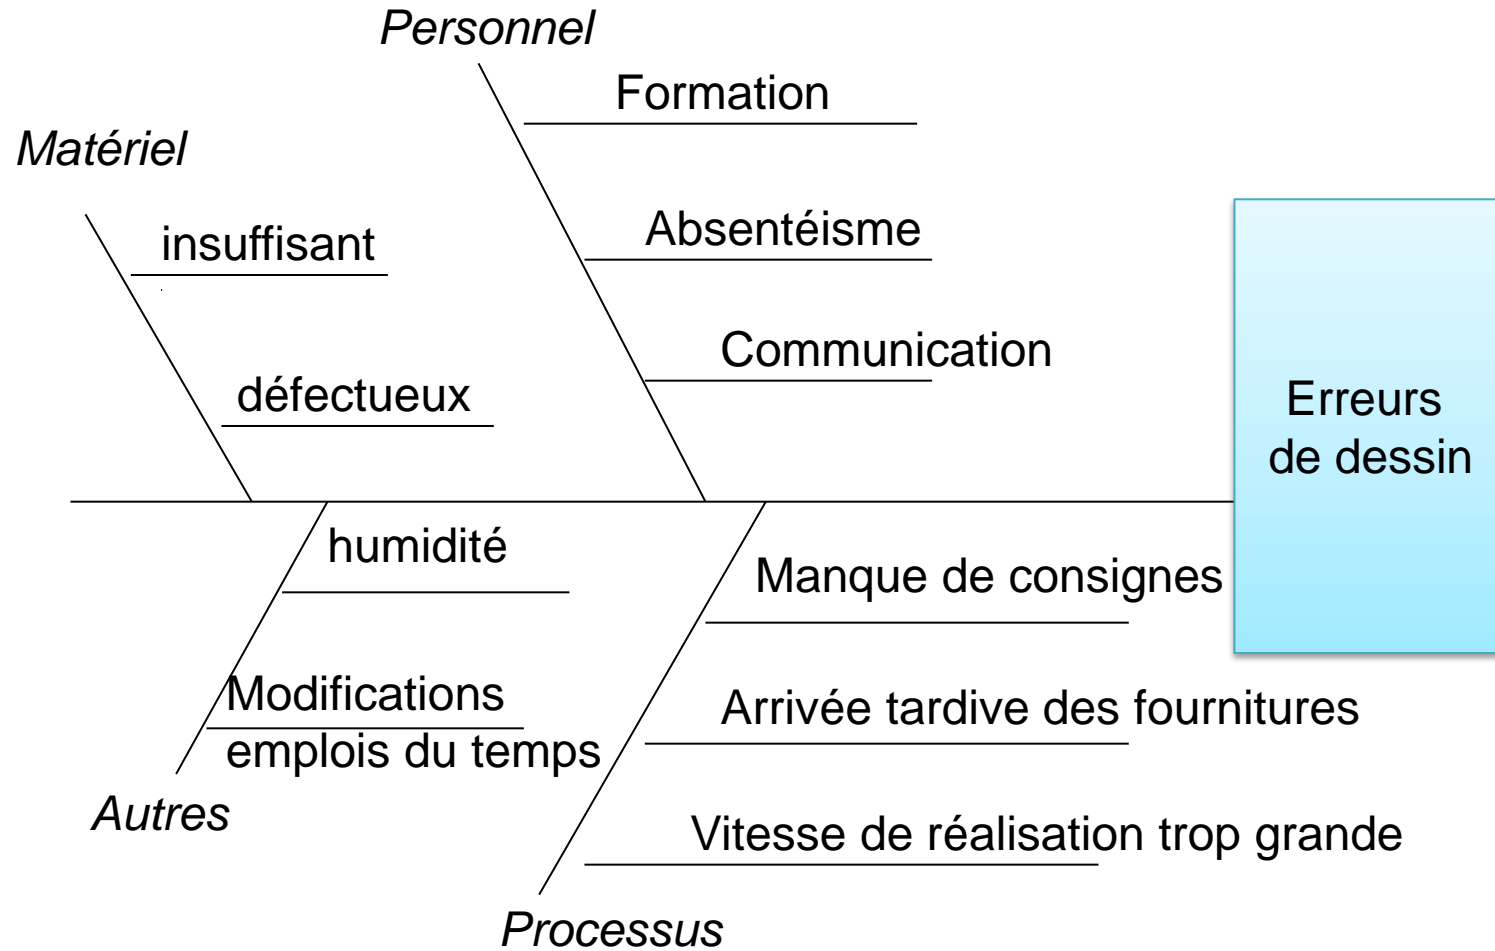 Personnel
Formation
Matériel
Absentéisme
insuffisant
Communication
défectueux
Erreurs
de dessin
humidité
Manque de consignes
Modifications
emplois du temps
Arrivée tardive des fournitures
Autres
Vitesse de réalisation trop grande
Processus